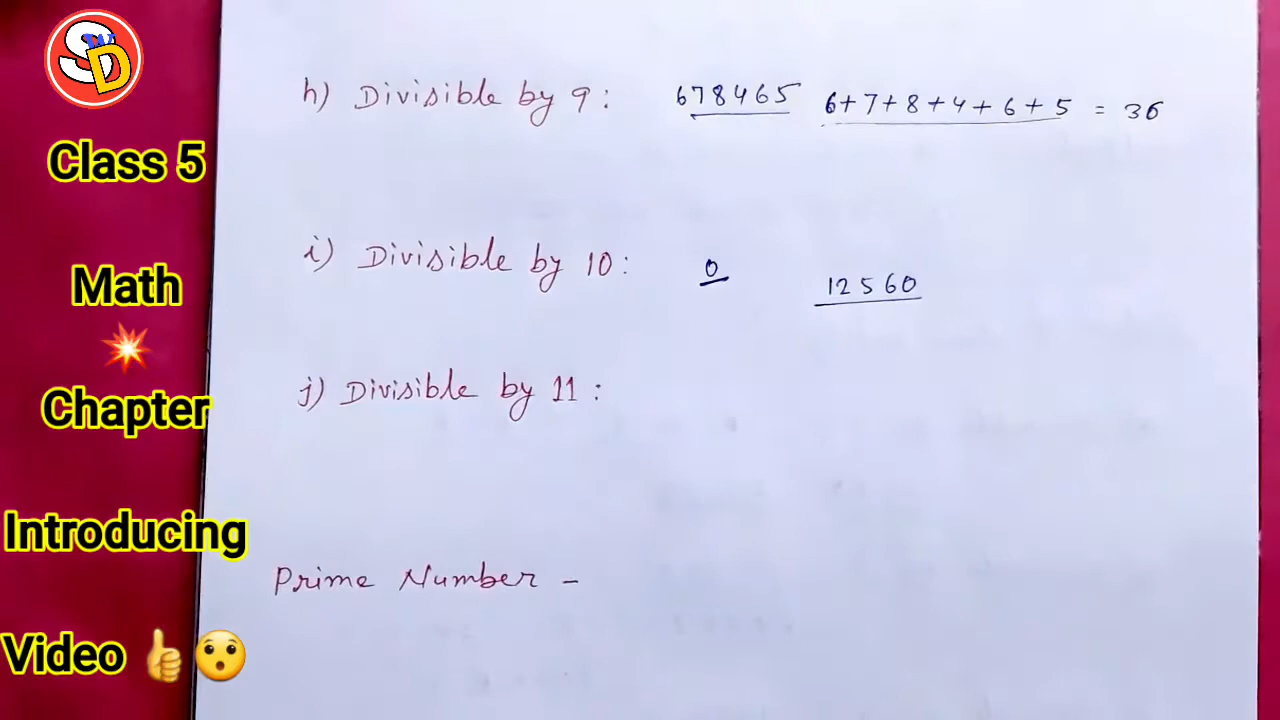 SWD
Class 5
Math
Chapter
Introducing
Video
h) Divisible by 9 : 678465 6+7+8+4+6+5 = 36
i) Divisible by 10 : 0 12560
j) Divisible by 11 :
Prime Number -